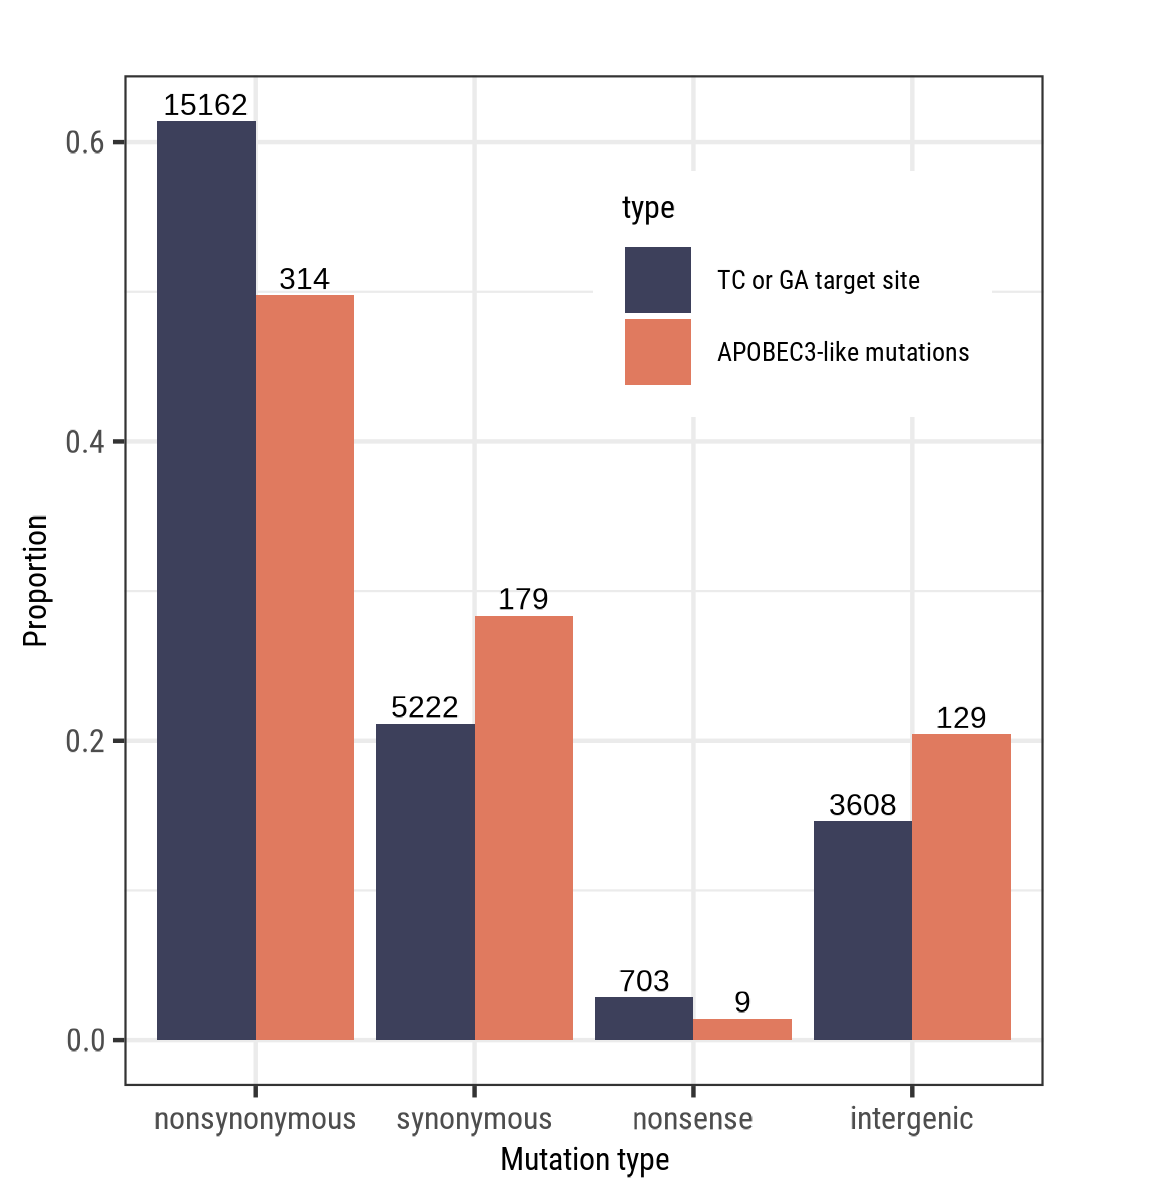 15162
0.6
314
type
TC or GA target site
APOBEC3-like mutations
0.4
179
5222
129
0.2
3608
703
9
0.0
Proportion
nonsynonymous synonymous nonsense intergenic
Mutation type